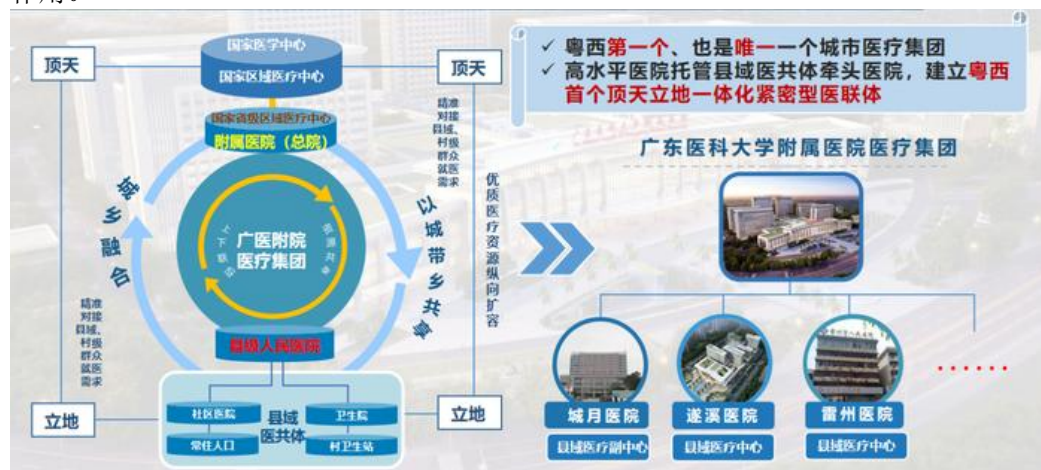 顶天
国家医学中心
国家区域医疗中心
国家省级区域医疗中心
附属医院（总院）
顶天
精准
对接
县域、
村级
群众
就医
需求
城乡融合
上下联动
资源共享
广医附院
医疗集团
以城带乡共享
优质医疗资源纵向扩容
精准
对接
县域、
村级
群众
就医
需求
县级人民医院
立地
社区医院
常住人口
县域
医共体
卫生院
村卫生站
立地
✓ 粤西第一个、也是唯一一个城市医疗集团
✓ 高水平医院托管县域医共体牵头医院，建立粤西
首个顶天立地一体化紧密型医联体
广东医科大学附属医院医疗集团
城月医院
县域医疗副中心
遂溪医院
县域医疗中心
雷州医院
县域医疗中心
......